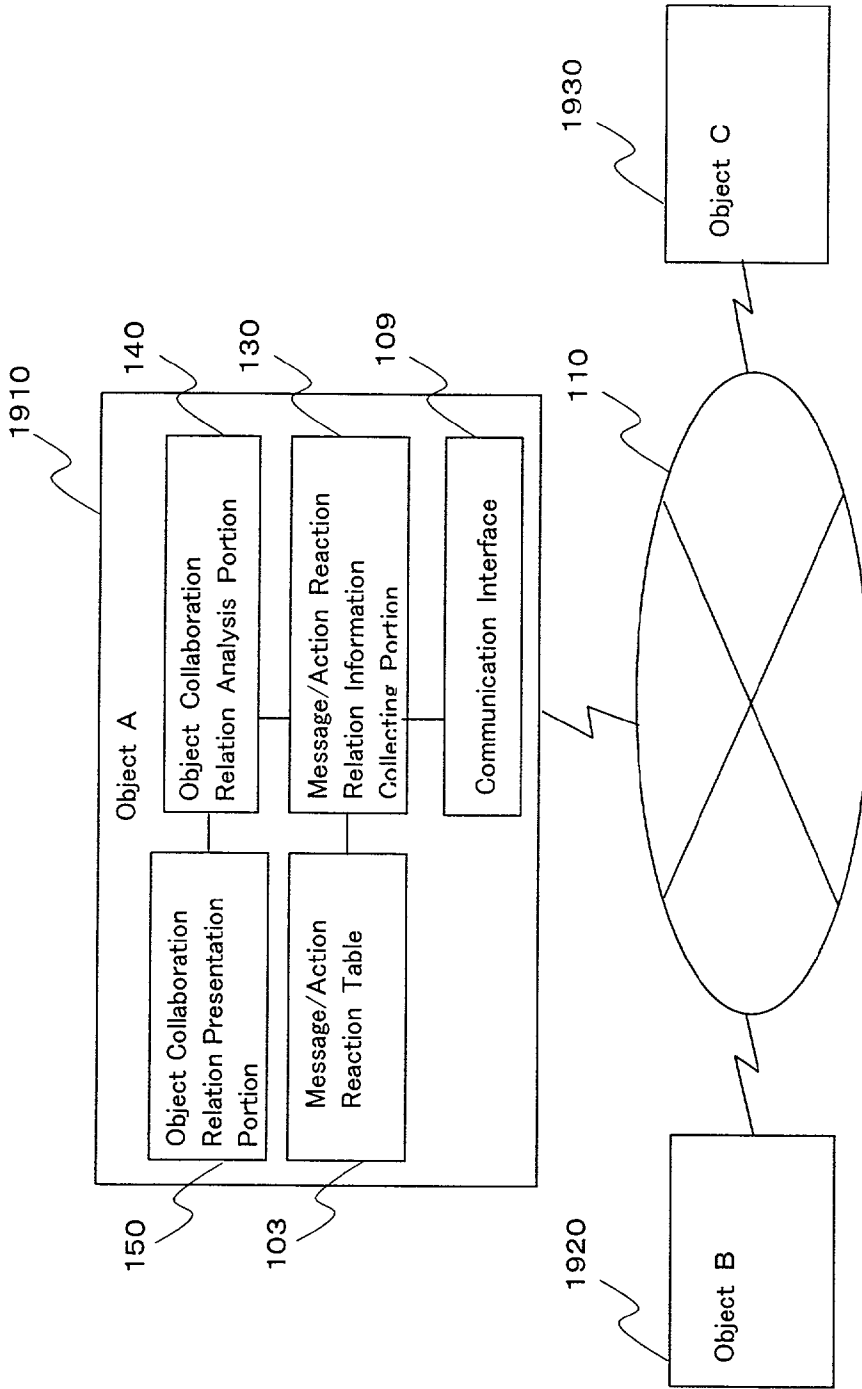 1910
Object A
140
130
109
150
103
Object Collaboration
Relation Presentation
Portion
Object Collaboration
Relation Analysis Portion
Message/Action
Reaction Table
Message/Action Reaction
Relation Information
Collecting Portion
Communication Interface
110
1920
Object B
1930
Object C